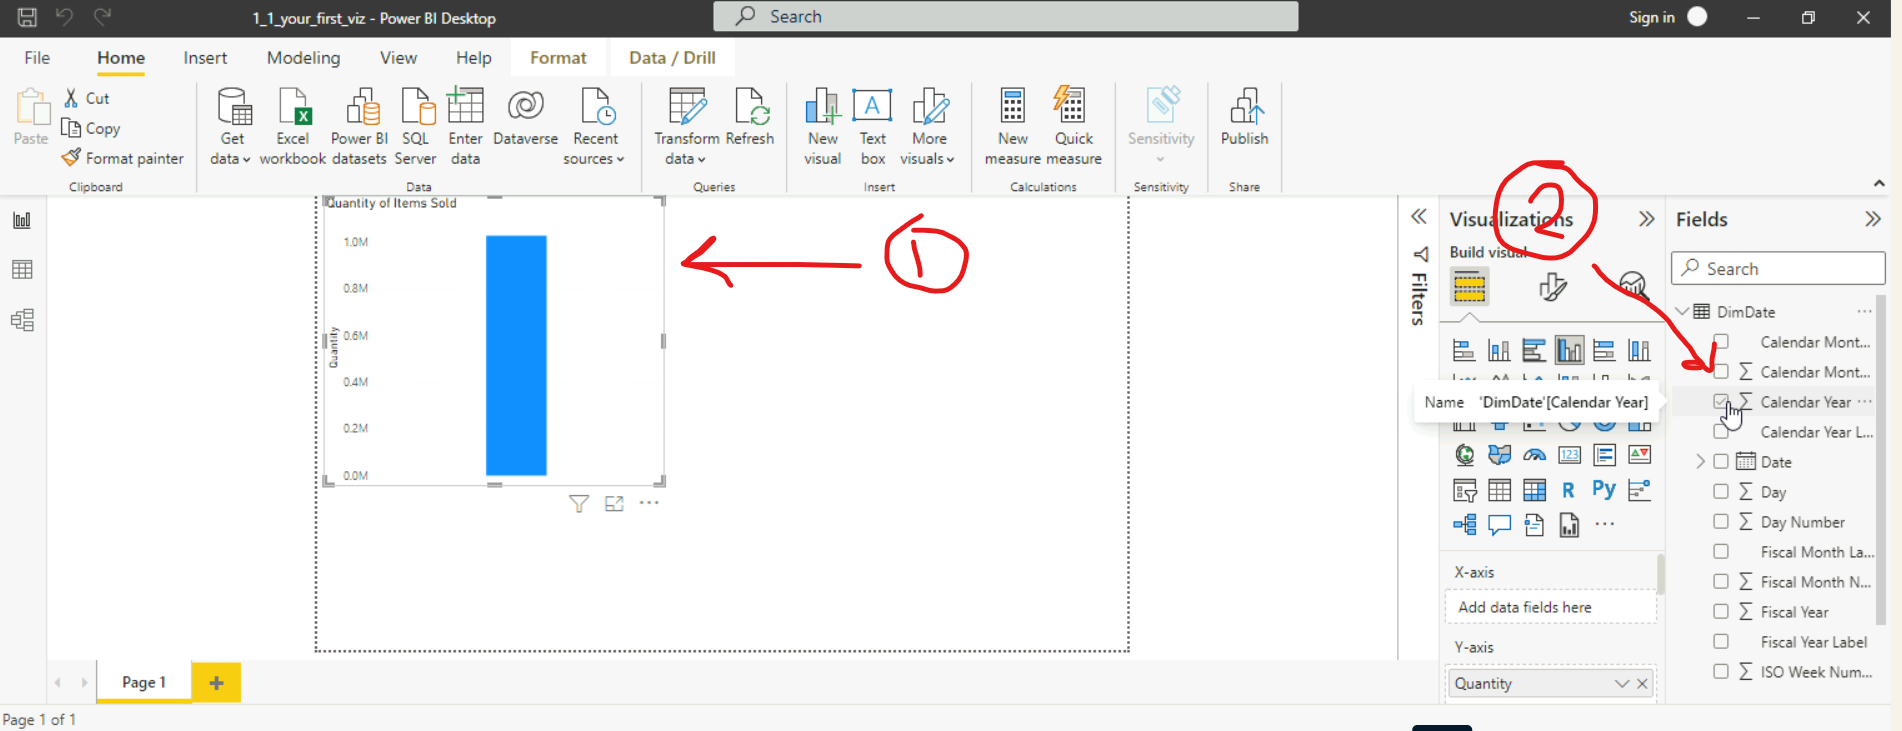 1_1_your_first_viz - Power BI Desktop
Search
Sign in
File Home Insert Modeling View Help Format Data / Drill
Paste
Cut
Copy
Format painter
Clipboard
Get data
Excel workbook
Power BI datasets
SQL Server
Enter data
Dataverse
Recent sources
Data
Transform data
Refresh
Queries
New visual
Text box
More visuals
Insert
New measure
Quick measure
Calculations
Sensitivity
Sensitivity
Publish
Share
Quantity of Items Sold
1.0M
0.8M
0.6M
0.4M
0.2M
0.0M
Quantity
1
2
Filters
Visualizations
Build visual
Name 'DimDate'[Calendar Year]
123
R
Py
X-axis
Add data fields here
Y-axis
Quantity
Fields
Search
DimDate
Calendar Mont...
Calendar Mont...
Calendar Year
Calendar Year L...
Date
Day
Day Number
Fiscal Month La...
Fiscal Month N...
Fiscal Year
Fiscal Year Label
ISO Week Num...
Page 1
Page 1 of 1